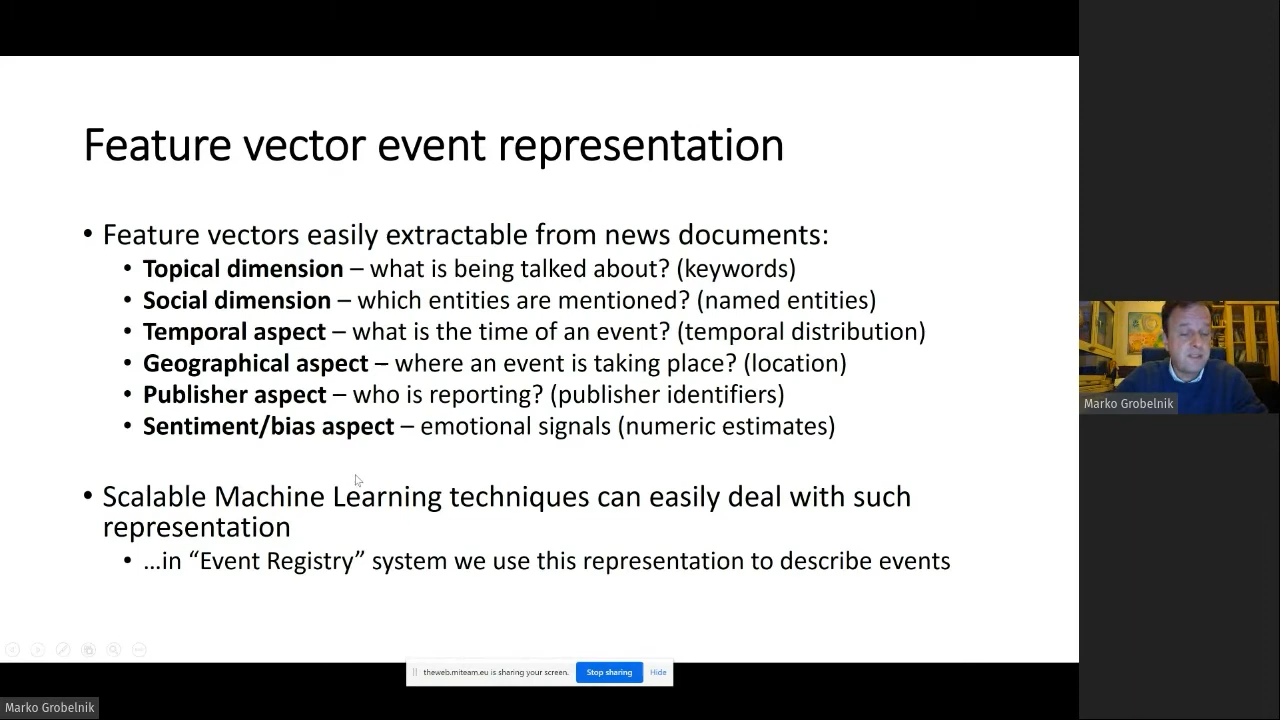 Feature vector event representation
• Feature vectors easily extractable from news documents:
• Topical dimension – what is being talked about? (keywords)
• Social dimension – which entities are mentioned? (named entities)
• Temporal aspect – what is the time of an event? (temporal distribution)
• Geographical aspect – where an event is taking place? (location)
• Publisher aspect – who is reporting? (publisher identifiers)
• Sentiment/bias aspect – emotional signals (numeric estimates)
• Scalable Machine Learning techniques can easily deal with such
representation
• …in “Event Registry” system we use this representation to describe events
Marko Grobelnik
theweb.miteam.eu is sharing your screen. Stop sharing Hide
Marko Grobelnik